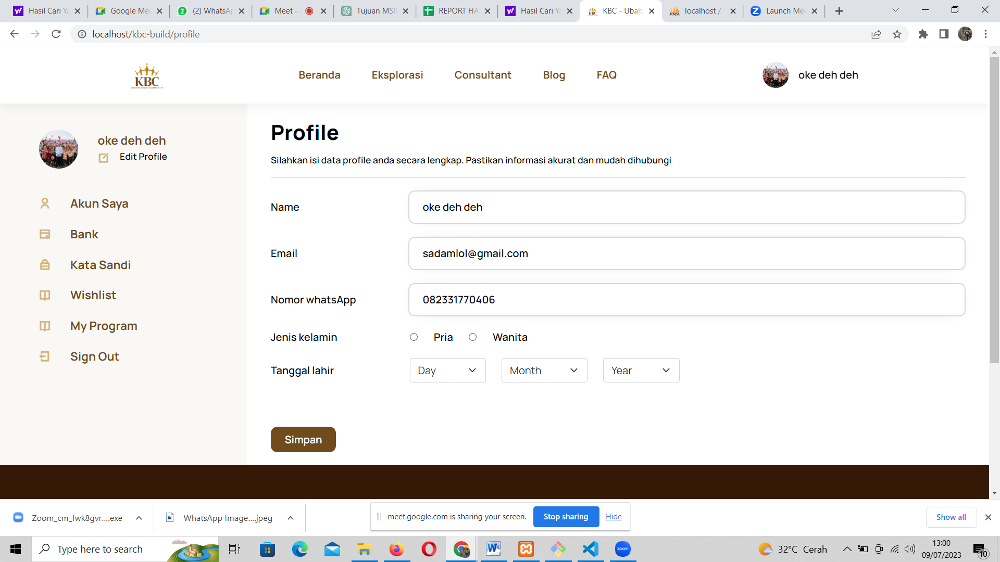 Hasil Cari Ya
Google Mee
(2) WhatsAp
Meet -
Tujuan MSI
REPORT HA
Hasil Cari Ya
KBC - Ubah
localhost /
Launch Mee
localhost/kbc-build/profile
KBC
Beranda
Eksplorasi
Consultant
Blog
FAQ
oke deh deh
oke deh deh
Edit Profile
Akun Saya
Bank
Kata Sandi
Wishlist
My Program
Sign Out
Profile
Silahkan isi data profile anda secara lengkap. Pastikan informasi akurat dan mudah dihubungi
Name
oke deh deh
Email
sadamlol@gmail.com
Nomor whatsApp
082331770406
Jenis kelamin
Pria
Wanita
Tanggal lahir
Day
Month
Year
Simpan
Zoom_cm_fwk8gvr....exe
WhatsApp Image....jpeg
meet.google.com is sharing your screen.
Stop sharing
Hide
Show all
Type here to search
zoom
32°C Cerah
13:00
09/07/2023
10